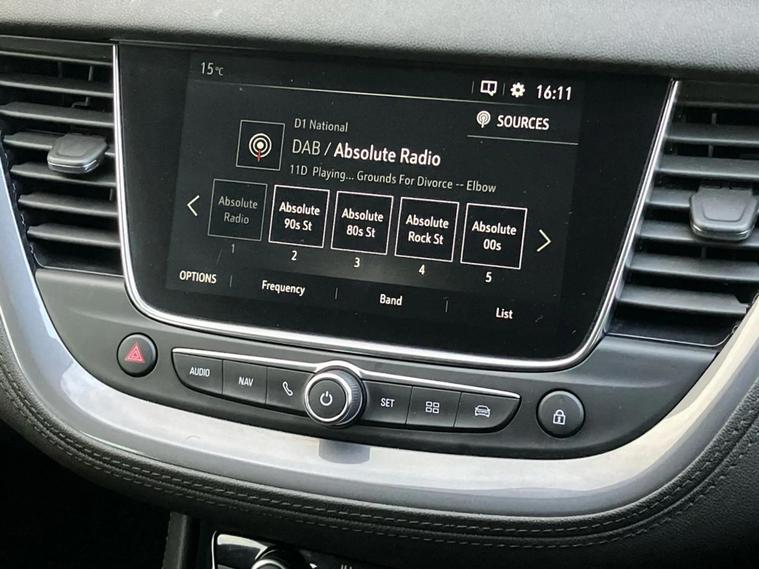 15°C
16:11
SOURCES
D1 National
DAB / Absolute Radio
11D Playing... Grounds For Divorce -- Elbow
Absolute Radio
Absolute 90s St
Absolute 80s St
Absolute Rock St
Absolute 00s
1
2
3
4
5
OPTIONS
Frequency
Band
List
AUDIO
NAV
SET